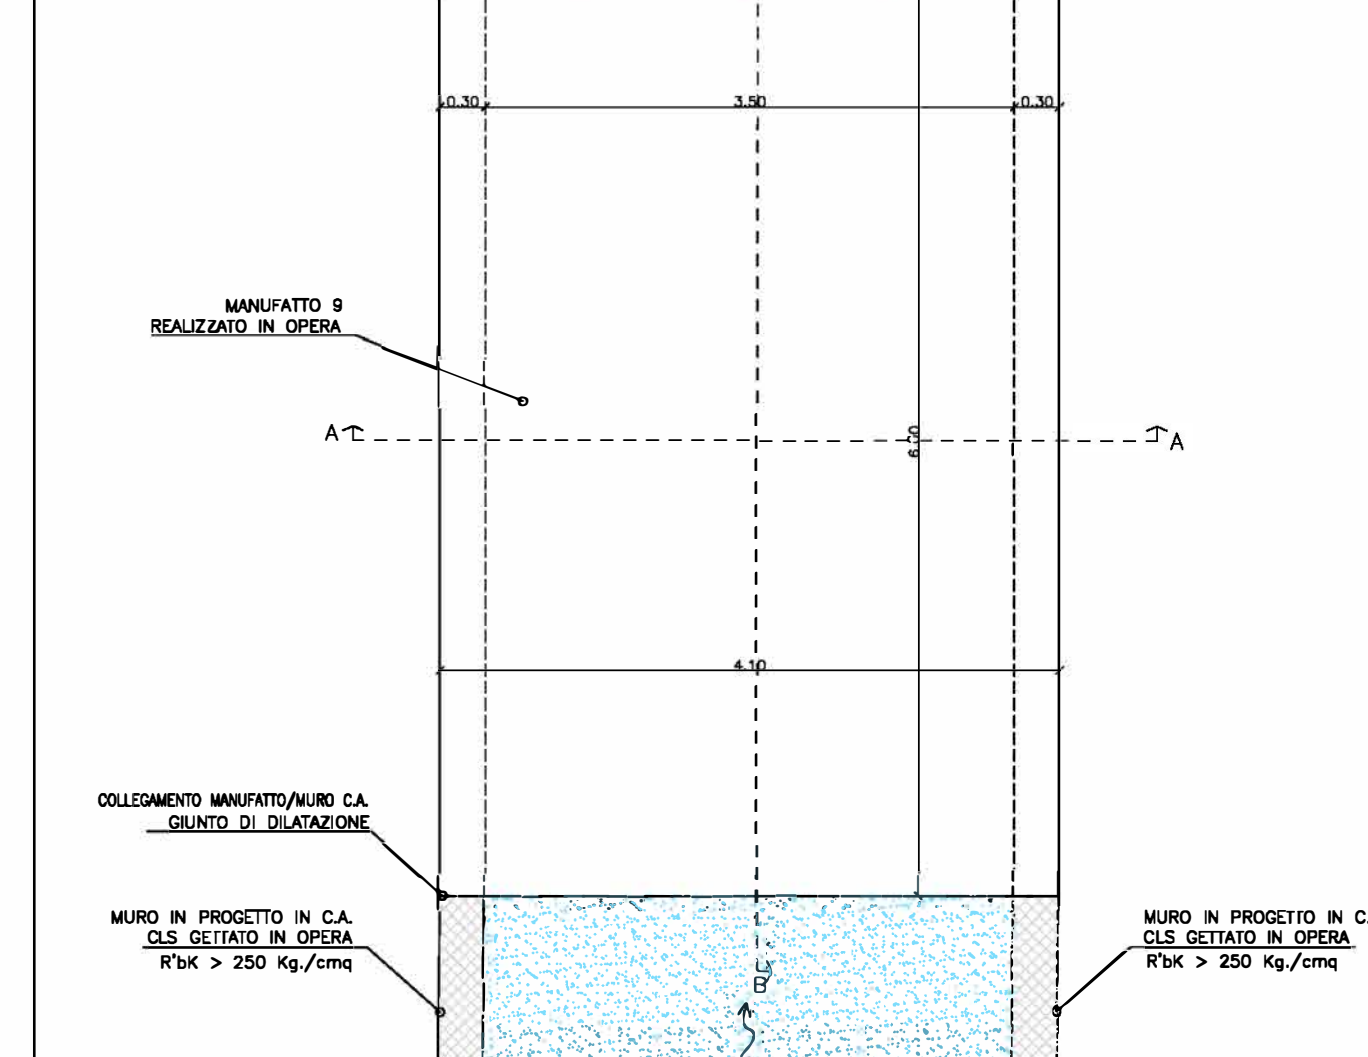 0.30 3.50 0.30
MANUFATTO 9
REALIZZATO IN OPERA
A A
4.10
COLLEGAMENTO MANUFATTO/MURO C.A.
GIUNTO DI DILATAZIONE
MURO IN PROGETTO IN C.A.
CLS GETTATO IN OPERA
R'bK > 250 Kg./cmq
MURO IN PROGETTO IN C.
CLS GETTATO IN OPERA
R'bK > 250 Kg./cmq
B